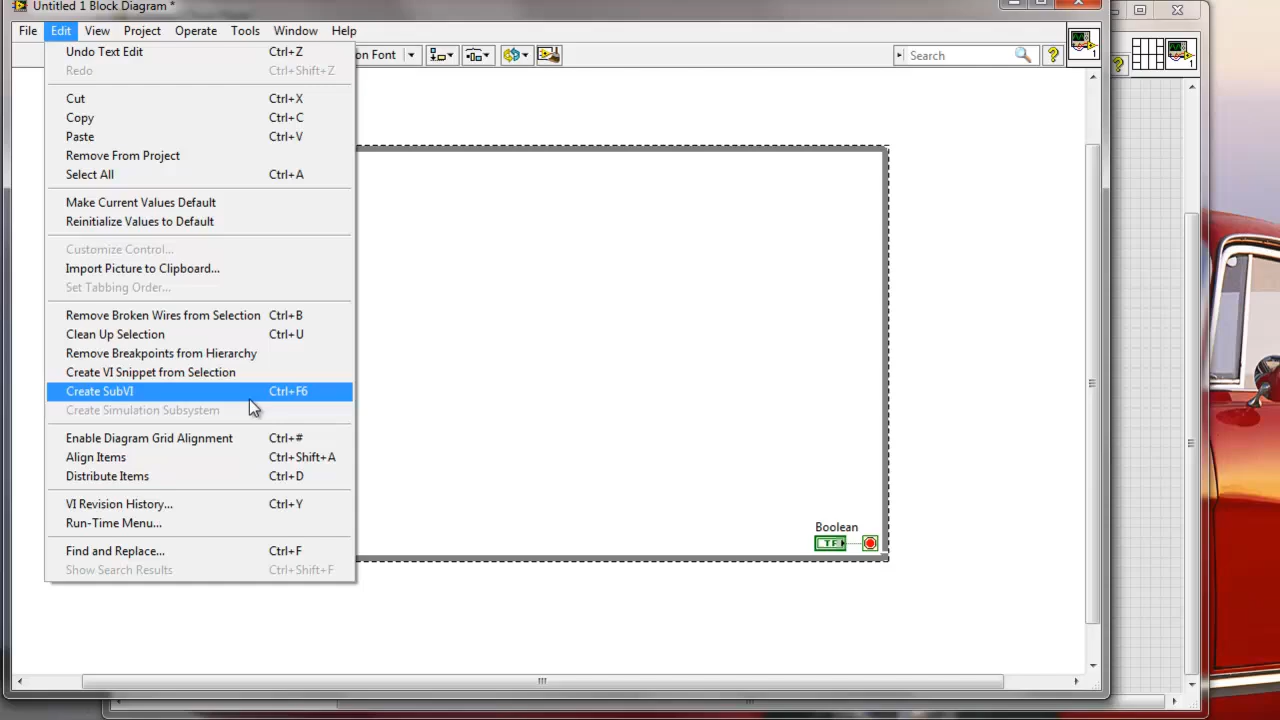 Untitled 1 Block Diagram *
File Edit View Project Operate Tools Window Help
on Font
Search
?
?
1
1
Undo Text Edit Ctrl+Z
Redo Ctrl+Shift+Z
Cut Ctrl+X
Copy Ctrl+C
Paste Ctrl+V
Remove From Project
Select All Ctrl+A
Make Current Values Default
Reinitialize Values to Default
Customize Control...
Import Picture to Clipboard...
Set Tabbing Order...
Remove Broken Wires from Selection Ctrl+B
Clean Up Selection Ctrl+U
Remove Breakpoints from Hierarchy
Create VI Snippet from Selection
Create SubVI Ctrl+F6
Create Simulation Subsystem
Enable Diagram Grid Alignment Ctrl+#
Align Items Ctrl+Shift+A
Distribute Items Ctrl+D
VI Revision History... Ctrl+Y
Run-Time Menu...
Find and Replace... Ctrl+F
Show Search Results Ctrl+Shift+F
Boolean
TF